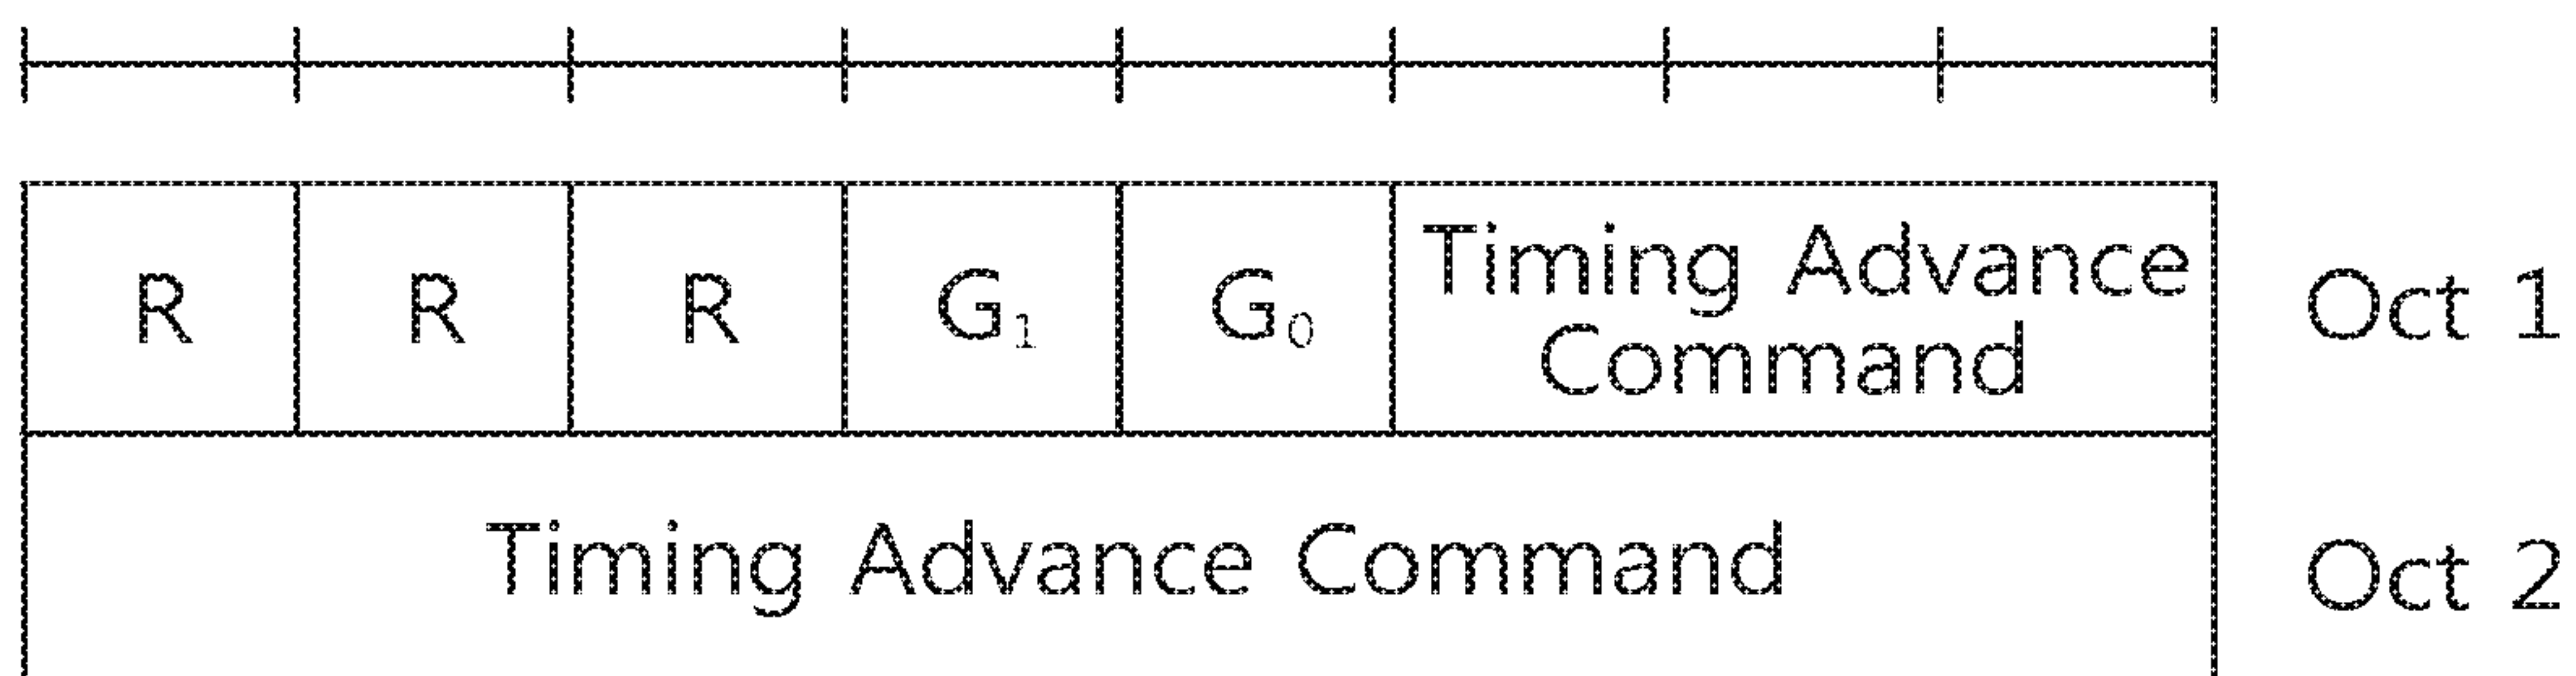 R R R G₁ G₀ Timing Advance Oct 1
Command
Timing Advance Command Oct 2